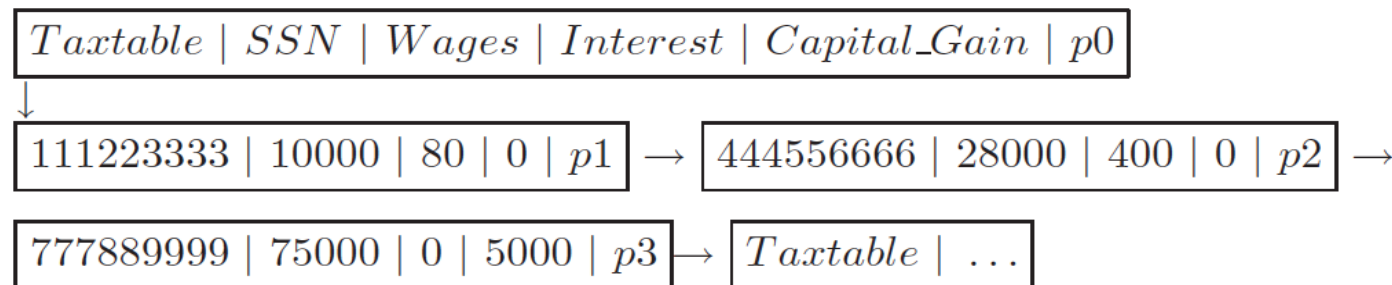 Taxtable | SSN | Wages | Interest | Capital_Gain | p0
↓
111223333 | 10000 | 80 | 0 | p1 → 444556666 | 28000 | 400 | 0 | p2 →
777889999 | 75000 | 0 | 5000 | p3 → Taxtable | ...